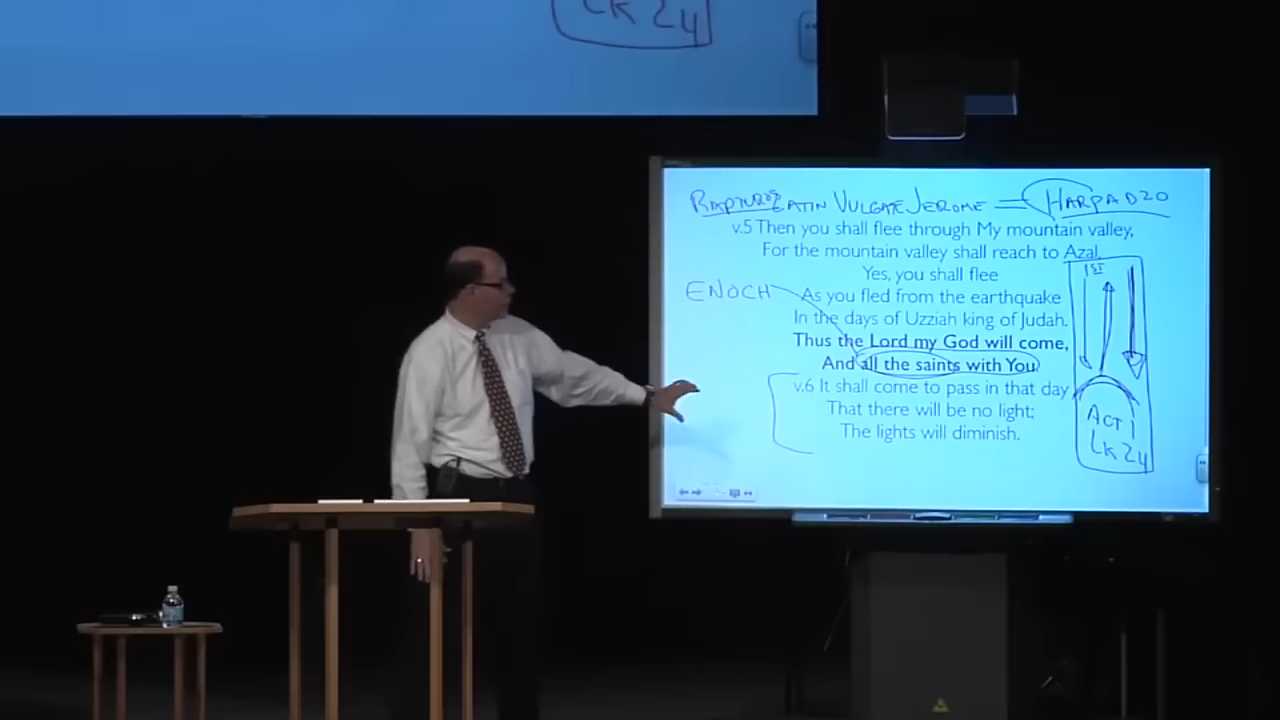 LK 24
RAPTURE LATIN VULGATE JEROME = HARPADZO
v.5 Then you shall flee through My mountain valley,
For the mountain valley shall reach to Azal.
Yes, you shall flee
1ST
ENOCH
As you fled from the earthquake
In the days of Uzziah king of Judah.
Thus the Lord my God will come,
And all the saints with You.
v.6 It shall come to pass in that day
That there will be no light;
The lights will diminish.
ACT 1
LK 24